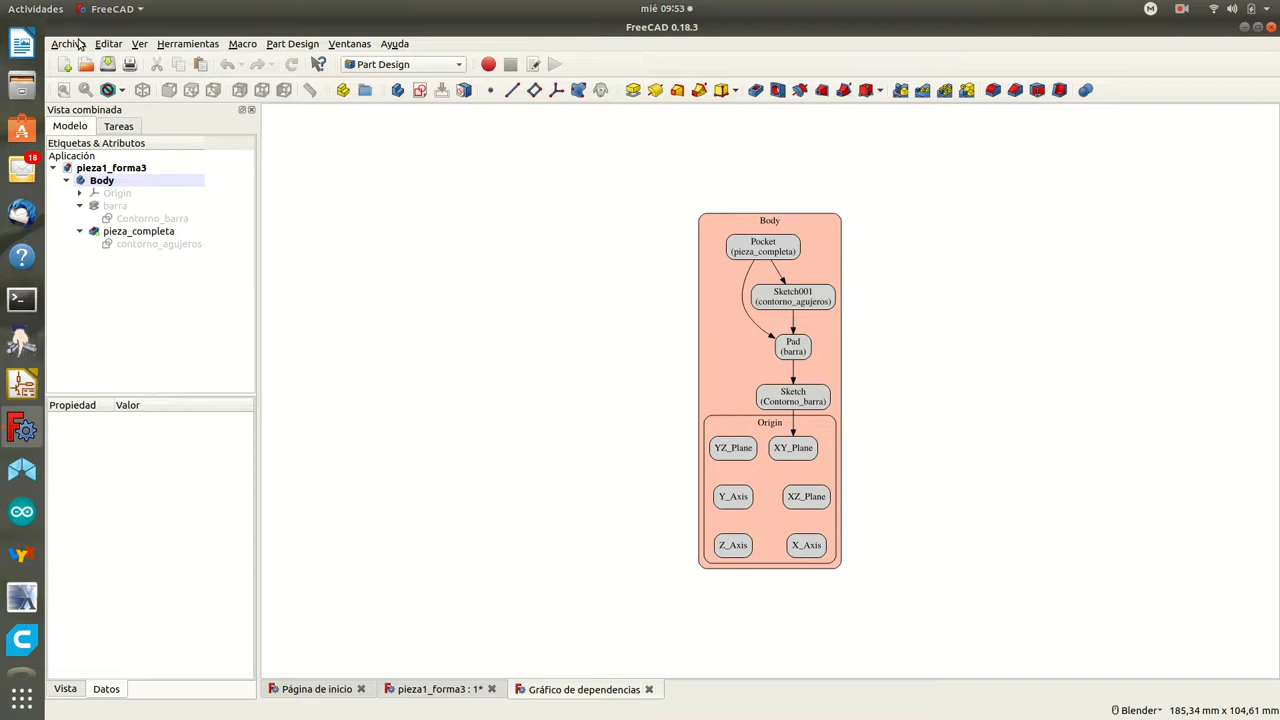 Actividades
FreeCAD
mié 09:53
M
FreeCAD 0.18.3
Archiv
Editar
Ver
Herramientas
Macro
Part Design
Ventanas
Ayuda
Part Design
Vista combinada
Modelo
Tareas
Etiquetas & Atributos
Aplicación
pieza1_forma3
Body
Origin
barra
Contorno_barra
pieza_completa
contorno_agujeros
18
Propiedad
Valor
Vista
Datos
Body
Pocket
(pieza_completa)
Sketch001
(contorno_agujeros)
Pad
(barra)
Sketch
(Contorno_barra)
Origin
YZ_Plane
XY_Plane
Y_Axis
XZ_Plane
Z_Axis
X_Axis
Página de inicio
pieza1_forma3 : 1*
Gráfico de dependencias
Blender
185,34 mm x 104,61 mm